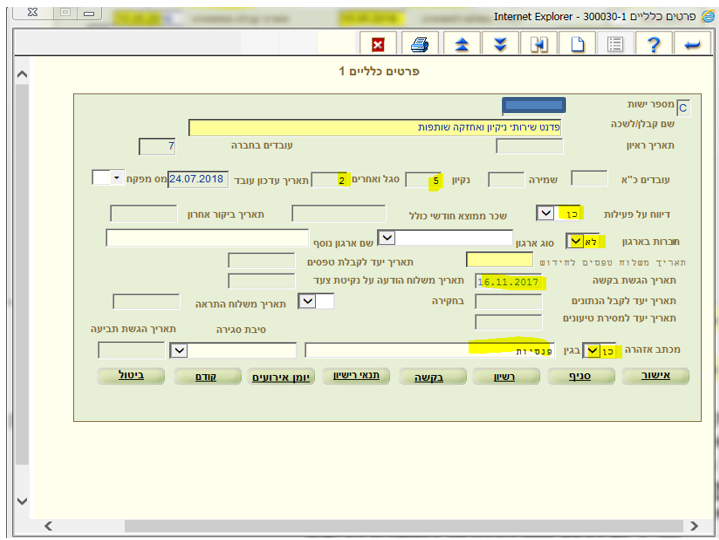 פרטים כלליים 1-300030 - Internet Explorer
פרטים כלליים 1
מספר ישות C
שם קבלן/לשכה פדנט שירותי ניקיון ואחזקה שותפות
תאריך ראיון עובדים בחברה 7
עובדים כ"א שמירה נקיון 5 סגל ואחרים 2 תאריך עדכון עובד 24.07.2018 מס מפקח
דיווח על פעילות כן שכר ממוצא חודשי כולל תאריך ביקור אחרון
חברות בארגון לא סוג ארגון שם ארגון נוסף
תאריך משלוח טפסים לחידוש תאריך יעד לקבלת טפסים
תאריך הגשת בקשה 16.11.2017 תאריך משלוח הודעה על נקיטת צעד
תאריך יעד לקבל הנתונים בחקירה תאריך משלוח התראה
תאריך יעד למסירת טיעונים
סיבת סגירה תאריך הגשת תביעה
מכתב אזהרה כן בגין פנסיות
אישור סניף רשיון בקשה תנאי רישיון יומן אירועים קודם ביטול